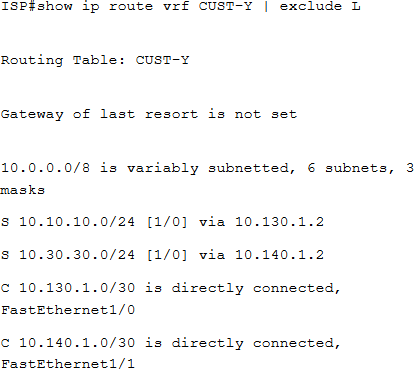 ISP#show ip route vrf CUST-Y | exclude L
Routing Table: CUST-Y
Gateway of last resort is not set
10.0.0.0/8 is variably subnetted, 6 subnets, 3
masks
S 10.10.10.0/24 [1/0] via 10.130.1.2
S 10.30.30.0/24 [1/0] via 10.140.1.2
C 10.130.1.0/30 is directly connected,
FastEthernet1/0
C 10.140.1.0/30 is directly connected,
FastEthernet1/1